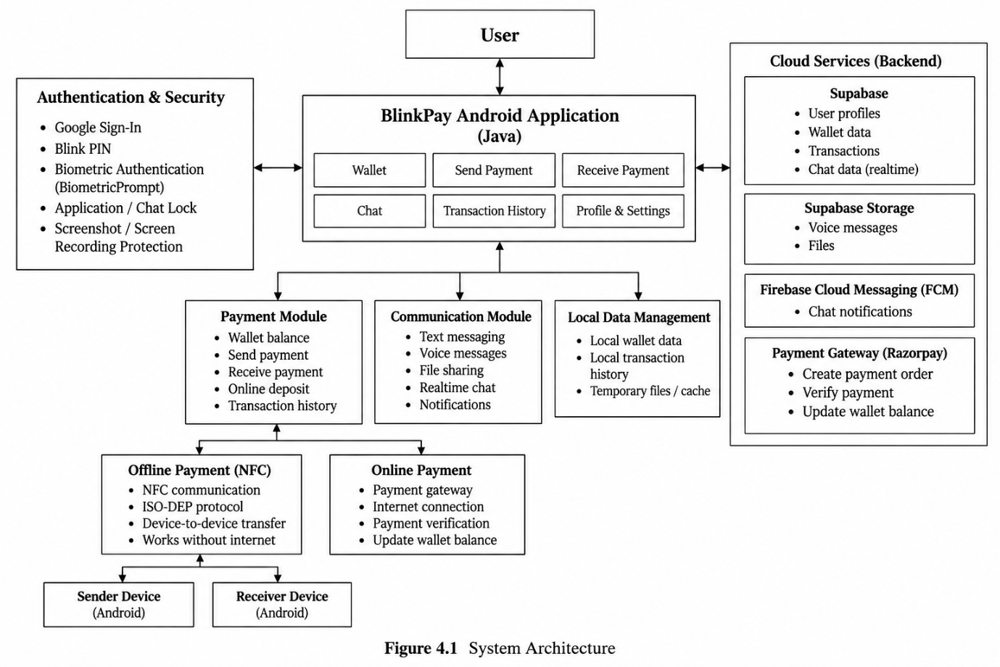 User
Authentication & Security
• Google Sign-In
• Blink PIN
• Biometric Authentication
(BiometricPrompt)
• Application / Chat Lock
• Screenshot / Screen
Recording Protection
BlinkPay Android Application
(Java)
Wallet
Send Payment
Receive Payment
Chat
Transaction History
Profile & Settings
Cloud Services (Backend)
Supabase
• User profiles
• Wallet data
• Transactions
• Chat data (realtime)
Supabase Storage
• Voice messages
• Files
Firebase Cloud Messaging (FCM)
• Chat notifications
Payment Gateway (Razorpay)
• Create payment order
• Verify payment
• Update wallet balance
Payment Module
• Wallet balance
• Send payment
• Receive payment
• Online deposit
• Transaction history
Communication Module
• Text messaging
• Voice messages
• File sharing
• Realtime chat
• Notifications
Local Data Management
• Local wallet data
• Local transaction
history
• Temporary files / cache
Offline Payment (NFC)
• NFC communication
• ISO-DEP protocol
• Device-to-device transfer
• Works without internet
Online Payment
• Payment gateway
• Internet connection
• Payment verification
• Update wallet balance
Sender Device
(Android)
Receiver Device
(Android)
Figure 4.1 System Architecture